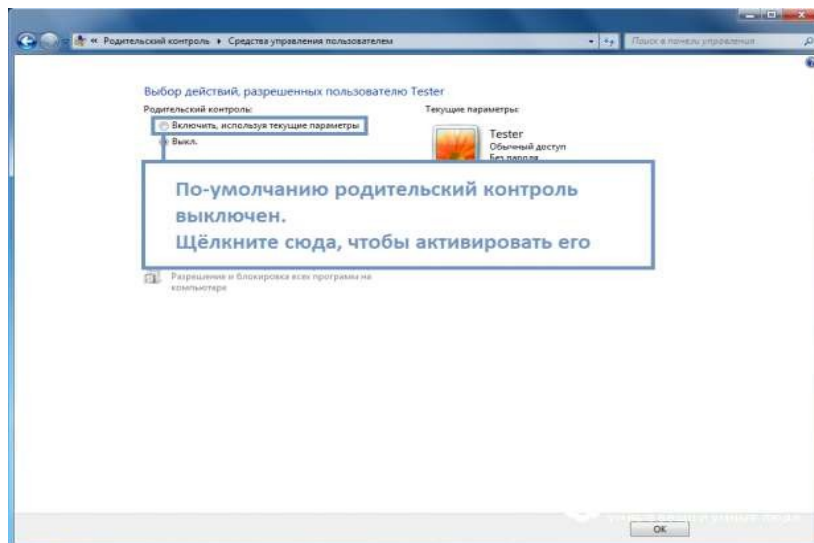 « Родительский контроль ▸ Средства управления пользователем
Поиск в панели управления
Выбор действий, разрешенных пользователю Tester
Родительский контроль:
Текущие параметры:
Включить, используя текущие параметры
Выкл.
Tester
Обычный доступ
Без пароля
По-умолчанию родительский контроль
выключен.
Щёлкните сюда, чтобы активировать его
Разрешение и блокировка всех программ на
компьютере
OK